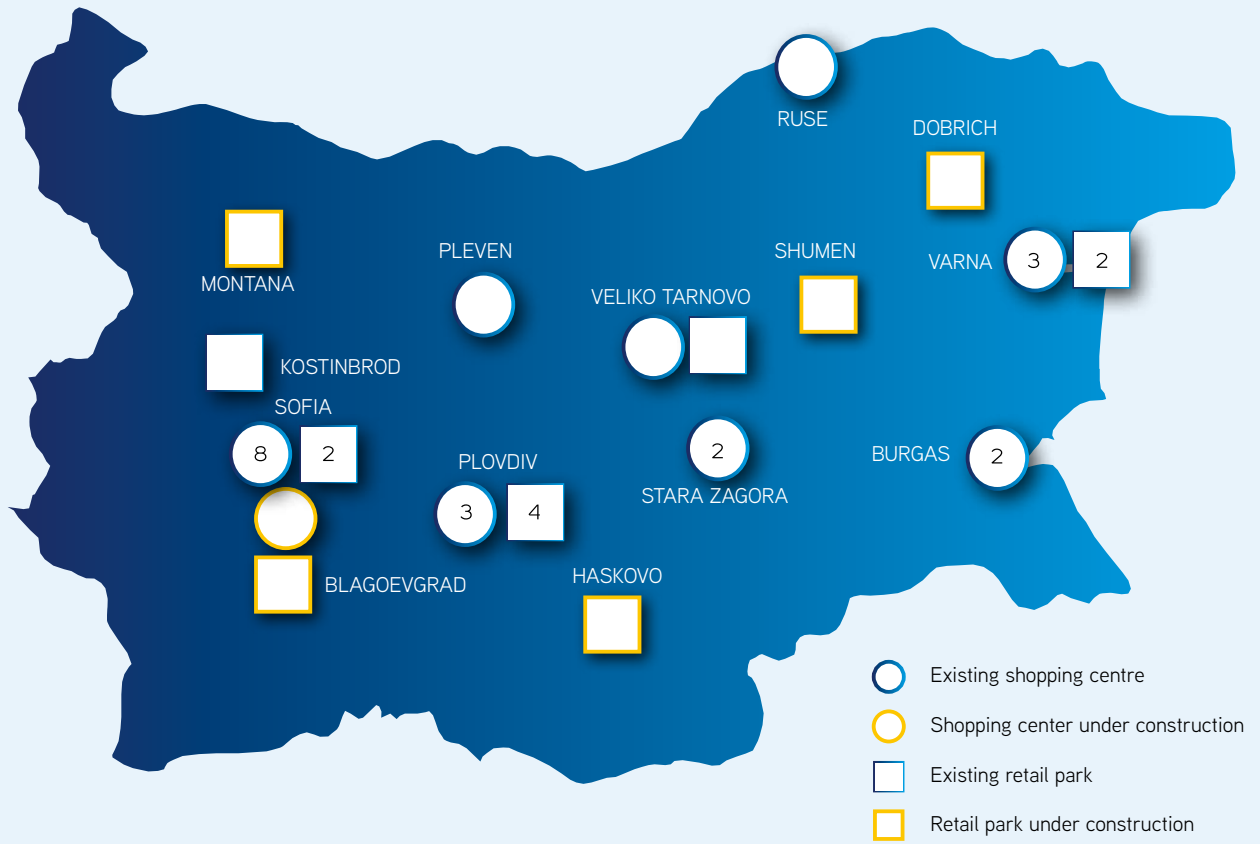 RUSE
DOBRICH
MONTANA
PLEVEN
SHUMEN
VARNA
3
2
VELIKO TARNOVO
KOSTINBROD
SOFIA
8
2
PLOVDIV
3
4
2
STARA ZAGORA
BURGAS
2
BLAGOEVGRAD
HASKOVO
Existing shopping centre
Shopping center under construction
Existing retail park
Retail park under construction